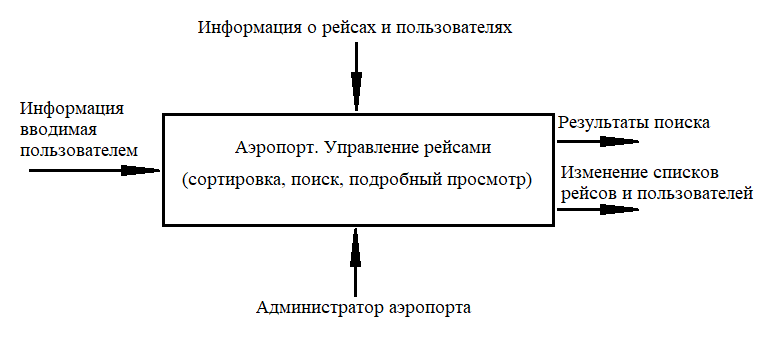 Информация о рейсах и пользователях
Информация
вводимая
пользователем
Аэропорт. Управление рейсами
(сортировка, поиск, подробный просмотр)
Результаты поиска
Изменение списков
рейсов и пользователей
Администратор аэропорта